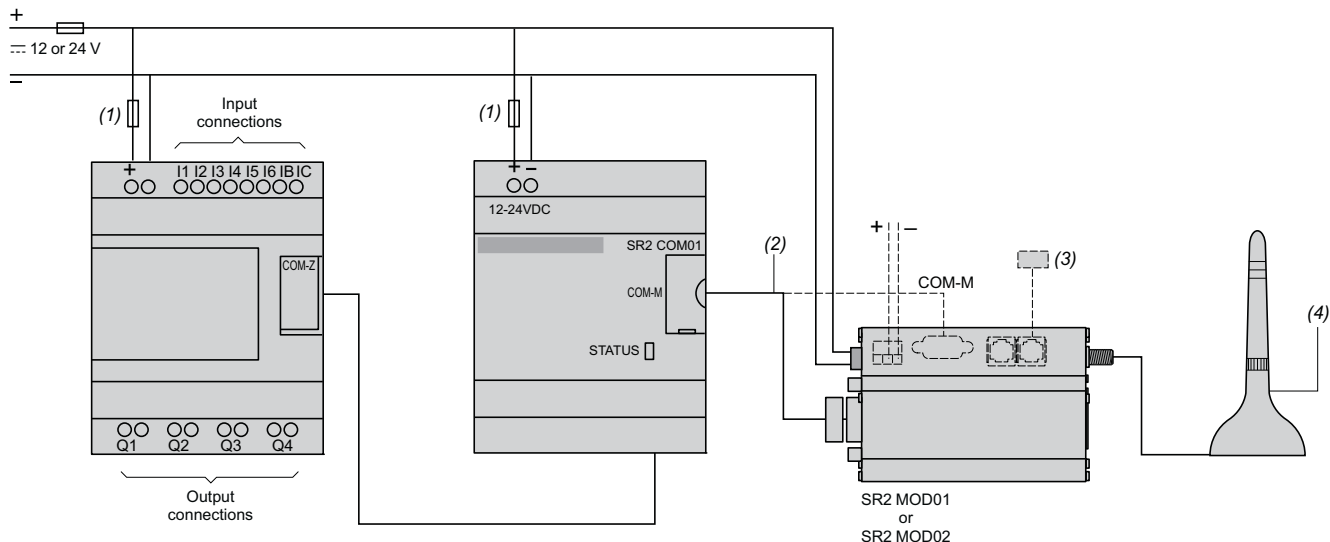 +
12 or 24 V
–
(1)
Input
connections
(1)
+
I1 I2 I3 I4 I5 I6 IB IC
+ –
12-24VDC
SR2 COM01
COM-Z
COM-M
STATUS
(2)
+ –
(3)
COM-M
(4)
Q1 Q2 Q3 Q4
Output
connections
SR2 MOD01
or
SR2 MOD02